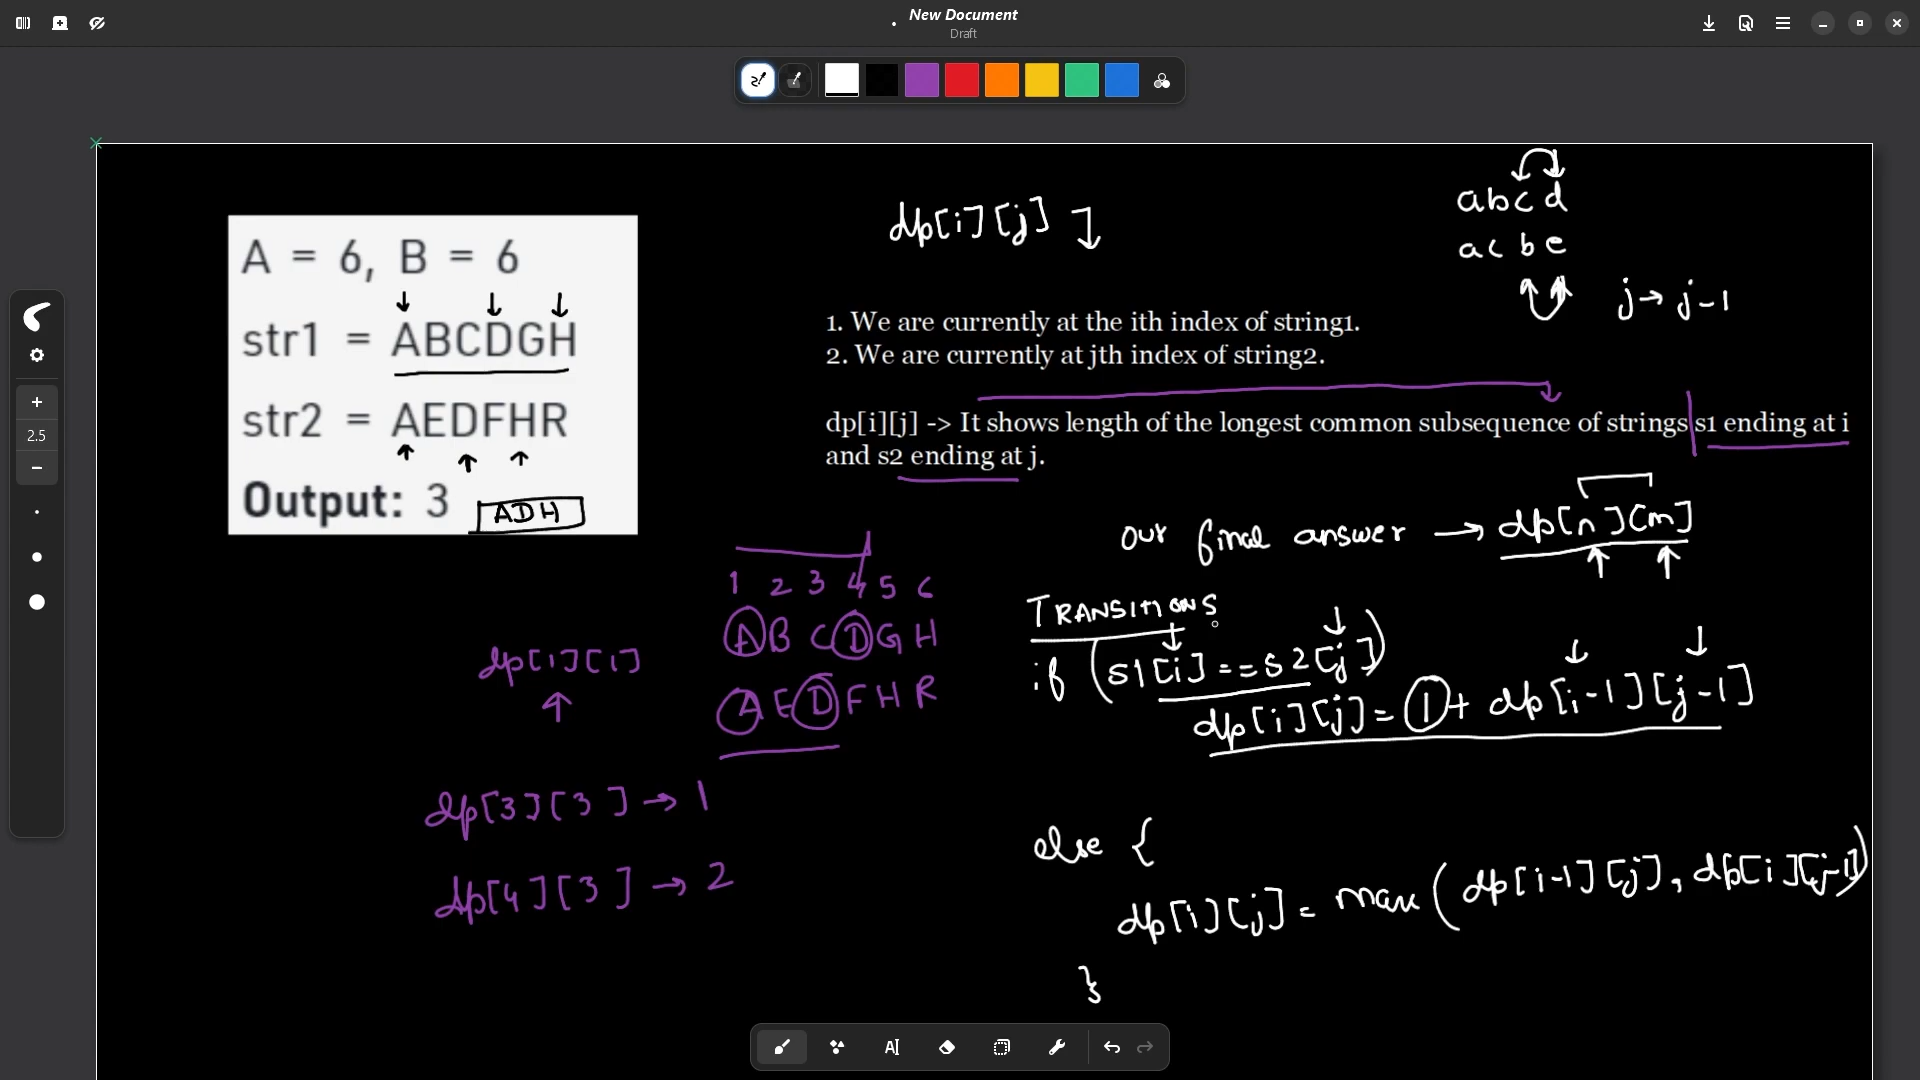 New Document
Draft
A = 6, B = 6
str1 = ABCDGH
str2 = AEDFHR
Output: 3
ADH
dp[i][j]
abcd
acbe
j→ j-1
1. We are currently at the ith index of string1.
2. We are currently at jth index of string2.
dp[i][j] -> It shows length of the longest common subsequence of strings s1 ending at i
and s2 ending at j.
our final answer → dp[n][m]
1 2 3 4 5 6
A B C D G H
A E D F H R
dp[1][1]
dp[3][3] → 1
dp[4][3] → 2
TRANSITIONS
if (s1[i]==s2[j])
dp[i][j] = 1 + dp[i-1][j-1]
else {
dp[i][j] = max (dp[i-1][j], dp[i][j-1])
}
2.5